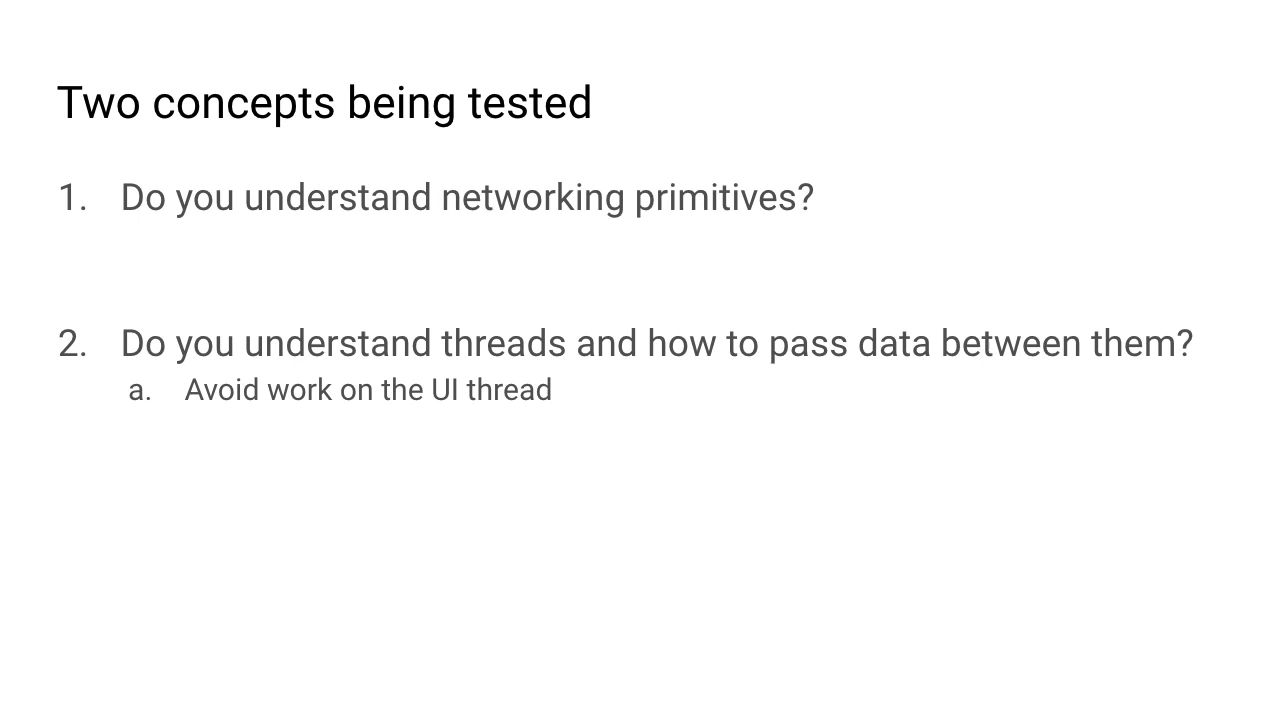 Two concepts being tested
1. Do you understand networking primitives?
2. Do you understand threads and how to pass data between them?
a. Avoid work on the UI thread